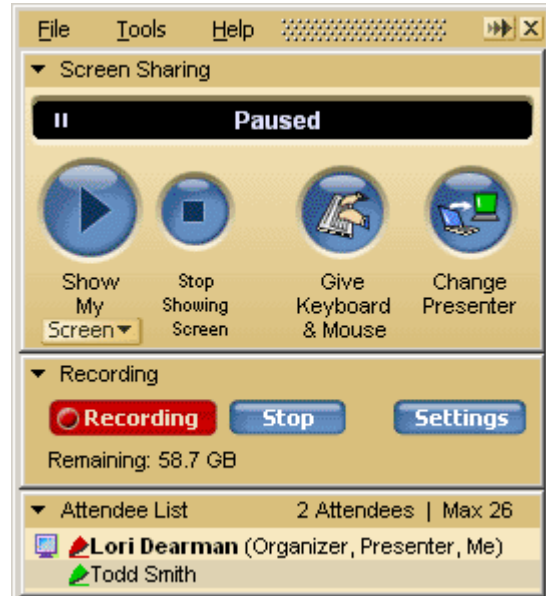 File Tools Help
Screen Sharing
Paused
Show My Screen
Stop Showing Screen
Give Keyboard & Mouse
Change Presenter
Recording
Recording Stop Settings
Remaining: 58.7 GB
Attendee List 2 Attendees | Max 26
Lori Dearman (Organizer, Presenter, Me)
Todd Smith